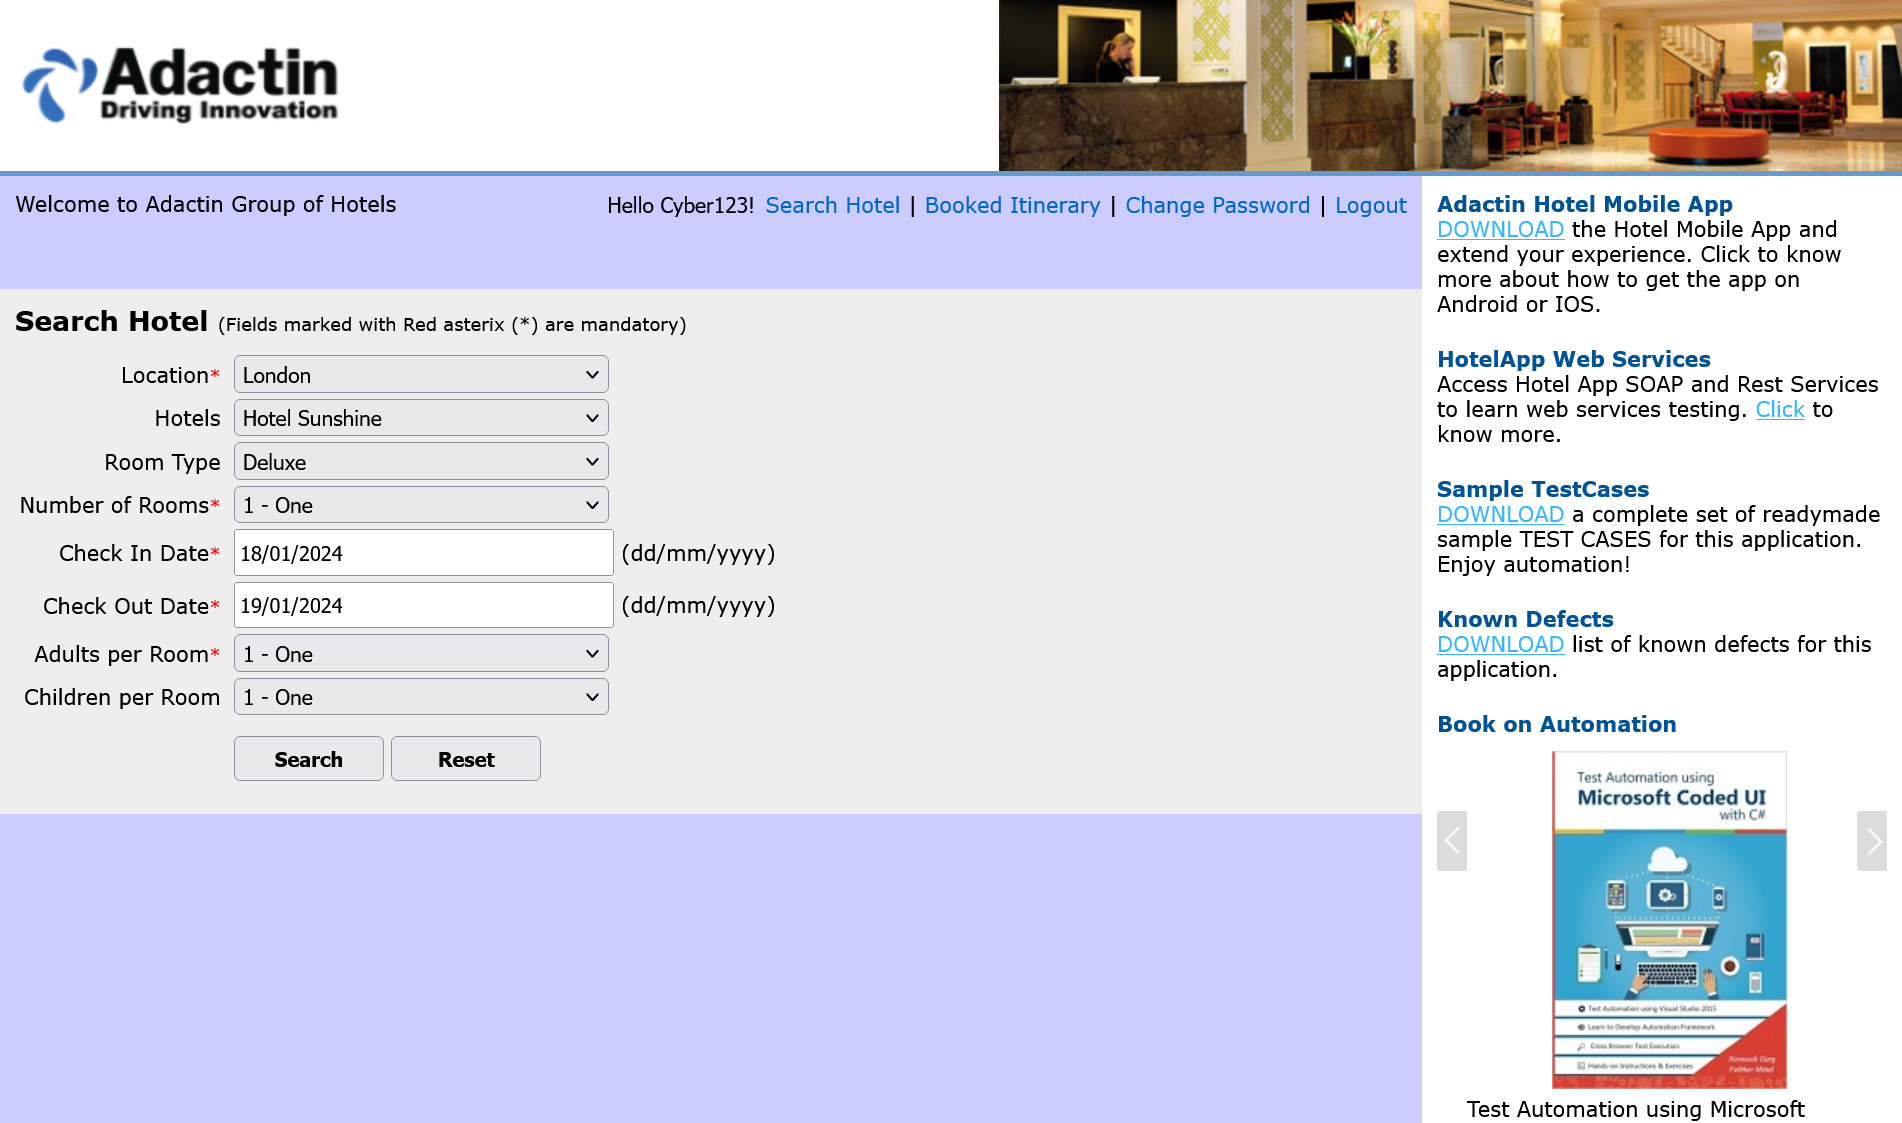 Adactin
Driving Innovation
Welcome to Adactin Group of Hotels
Hello Cyber123! Search Hotel | Booked Itinerary | Change Password | Logout
Search Hotel (Fields marked with Red asterix (*) are mandatory)
Location* London
Hotels Hotel Sunshine
Room Type Deluxe
Number of Rooms* 1 - One
Check In Date* 18/01/2024 (dd/mm/yyyy)
Check Out Date* 19/01/2024 (dd/mm/yyyy)
Adults per Room* 1 - One
Children per Room 1 - One
Search Reset
Adactin Hotel Mobile App
DOWNLOAD the Hotel Mobile App and
extend your experience. Click to know
more about how to get the app on
Android or IOS.
HotelApp Web Services
Access Hotel App SOAP and Rest Services
to learn web services testing. Click to
know more.
Sample TestCases
DOWNLOAD a complete set of readymade
sample TEST CASES for this application.
Enjoy automation!
Known Defects
DOWNLOAD list of known defects for this
application.
Book on Automation
Test Automation using
Microsoft Coded UI
with C#
Test Automation using Visual Studio 2015
Learn to Develop Automation Framework
Cross Browser Test Execution
Hands-on Instructions & Exercises
Test Automation using Microsoft